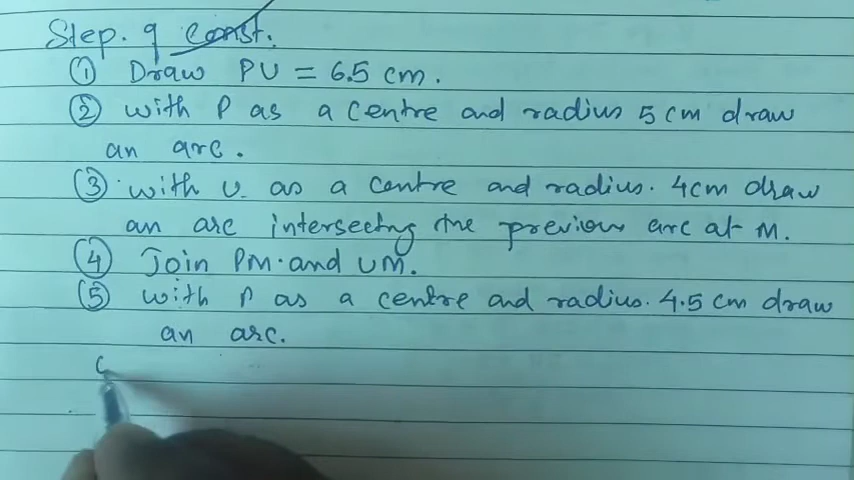 Step. of const.
① Draw PU = 6.5 cm.
② with P as a centre and radius 5 cm draw
an arc.
③ with U as a centre and radius. 4cm draw
an arc intersecting the previous arc at M.
④ Join PM and UM.
⑤ with P as a centre and radius. 4.5 cm draw
an arc.